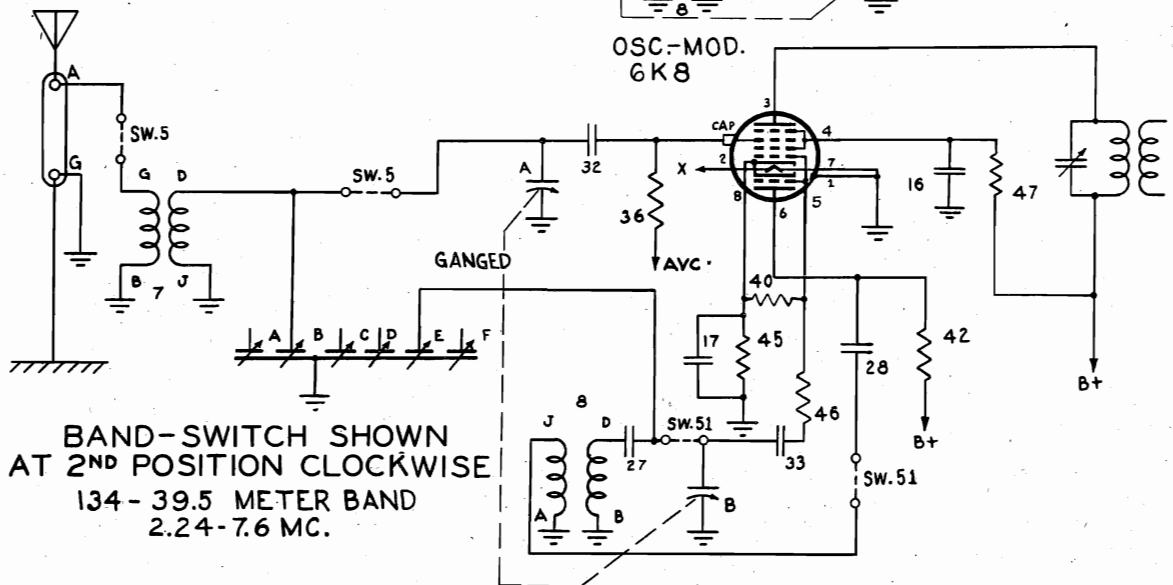 8
OSC.-MOD.
6K8
A
SW.5
G
G D
B J
7
SW.5
A
32
36
AVC
GANGED
A B C D E F
CAP
3
4
2
X
7
1
8
6
5
16
47
B+
40
17
45
46
28
42
B+
8
J D
A B
27
SW.51
33
B
SW.51
BAND-SWITCH SHOWN
AT 2ND POSITION CLOCKWISE
134-39.5 METER BAND
2.24-7.6 MC.